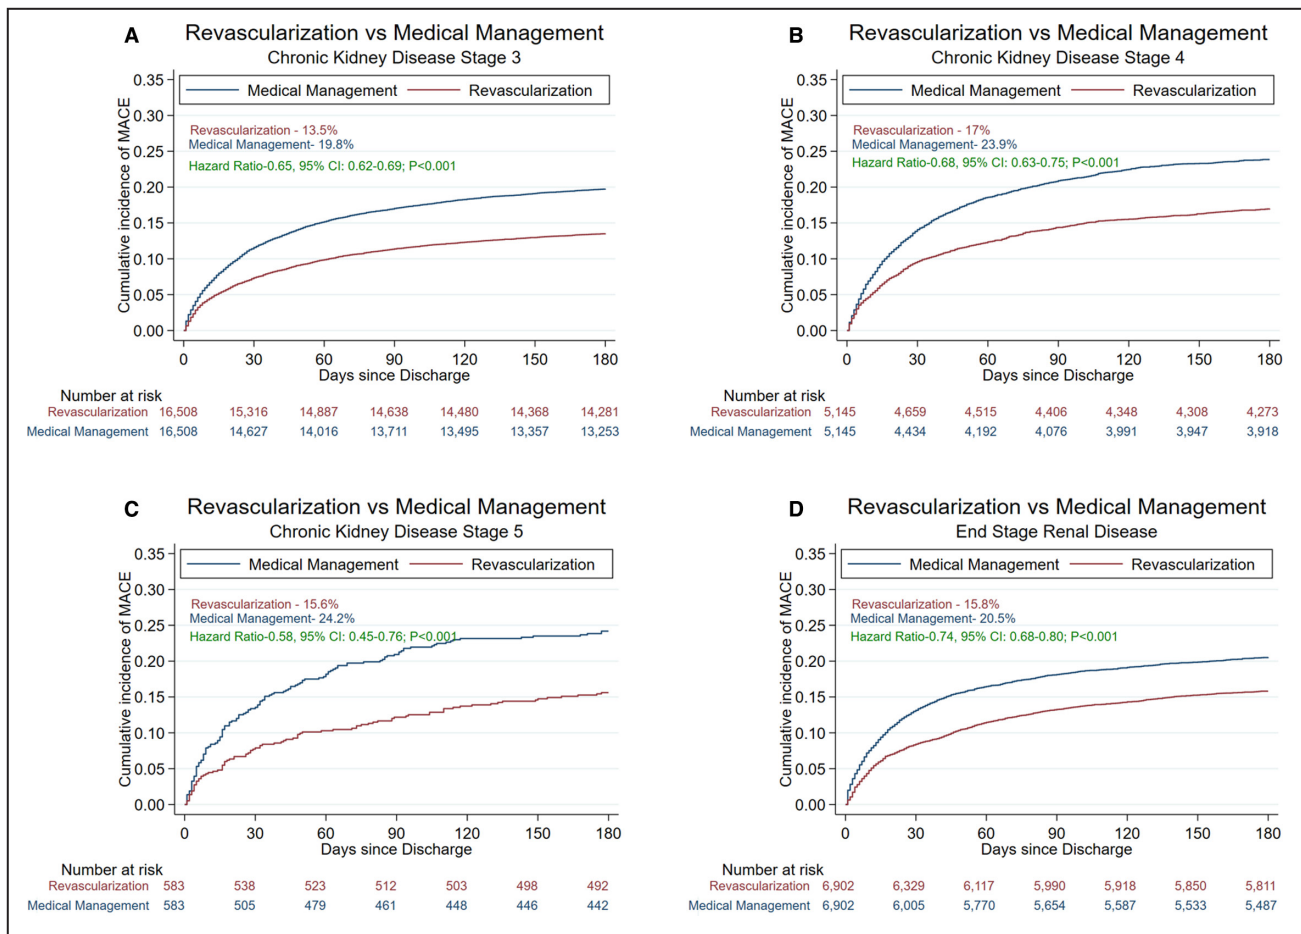 A
Revascularization vs Medical Management
Chronic Kidney Disease Stage 3
Cumulative incidence of MACE
0.35
0.30
0.25
0.20
0.15
0.10
0.05
0.00
Medical Management Revascularization
Revascularization - 13.5%
Medical Management- 19.8%
Hazard Ratio-0.65, 95% CI: 0.62-0.69; P<0.001
0 30 60 90 120 150 180
Days since Discharge
Number at risk
Revascularization 16,508 15,316 14,887 14,638 14,480 14,368 14,281
Medical Management 16,508 14,627 14,016 13,711 13,495 13,357 13,253
B
Revascularization vs Medical Management
Chronic Kidney Disease Stage 4
Cumulative incidence of MACE
0.35
0.30
0.25
0.20
0.15
0.10
0.05
0.00
Medical Management Revascularization
Revascularization - 17%
Medical Management- 23.9%
Hazard Ratio-0.68, 95% CI: 0.63-0.75; P<0.001
0 30 60 90 120 150 180
Days since Discharge
Number at risk
Revascularization 5,145 4,659 4,515 4,406 4,348 4,308 4,273
Medical Management 5,145 4,434 4,192 4,076 3,991 3,947 3,918
C
Revascularization vs Medical Management
Chronic Kidney Disease Stage 5
Cumulative incidence of MACE
0.35
0.30
0.25
0.20
0.15
0.10
0.05
0.00
Medical Management Revascularization
Revascularization - 15.6%
Medical Management- 24.2%
Hazard Ratio-0.58, 95% CI: 0.45-0.76; P<0.001
0 30 60 90 120 150 180
Days since Discharge
Number at risk
Revascularization 583 538 523 512 503 498 492
Medical Management 583 505 479 461 448 446 442
D
Revascularization vs Medical Management
End Stage Renal Disease
Cumulative incidence of MACE
0.35
0.30
0.25
0.20
0.15
0.10
0.05
0.00
Medical Management Revascularization
Revascularization - 15.8%
Medical Management- 20.5%
Hazard Ratio-0.74, 95% CI: 0.68-0.80; P<0.001
0 30 60 90 120 150 180
Days since Discharge
Number at risk
Revascularization 6,902 6,329 6,117 5,990 5,918 5,850 5,811
Medical Management 6,902 6,005 5,770 5,654 5,587 5,533 5,487